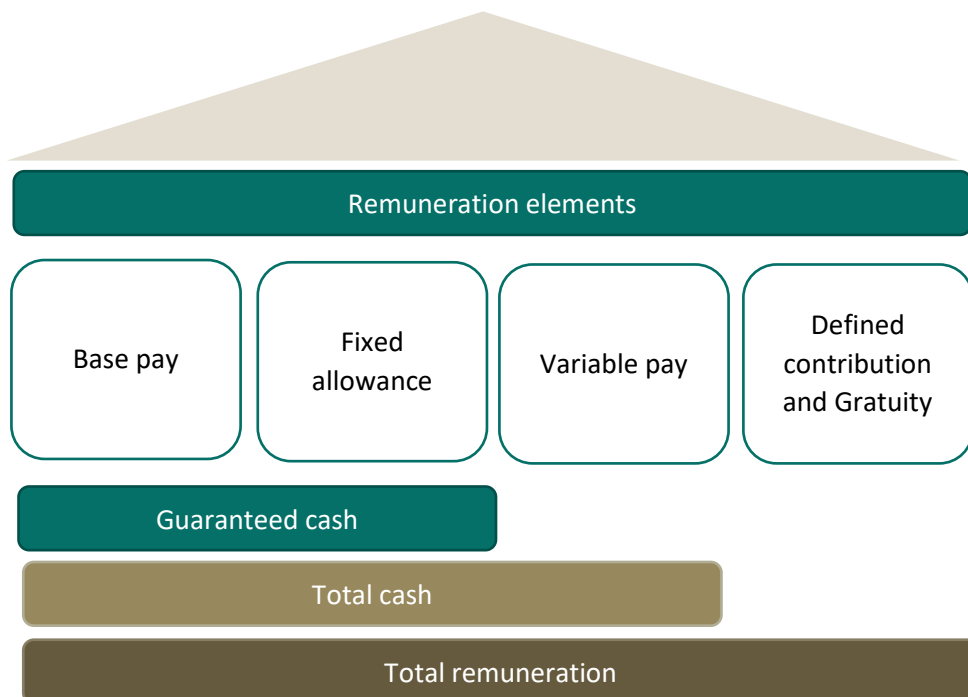 Remuneration elements
Base pay
Fixed
allowance
Variable pay
Defined
contribution
and Gratuity
Guaranteed cash
Total cash
Total remuneration